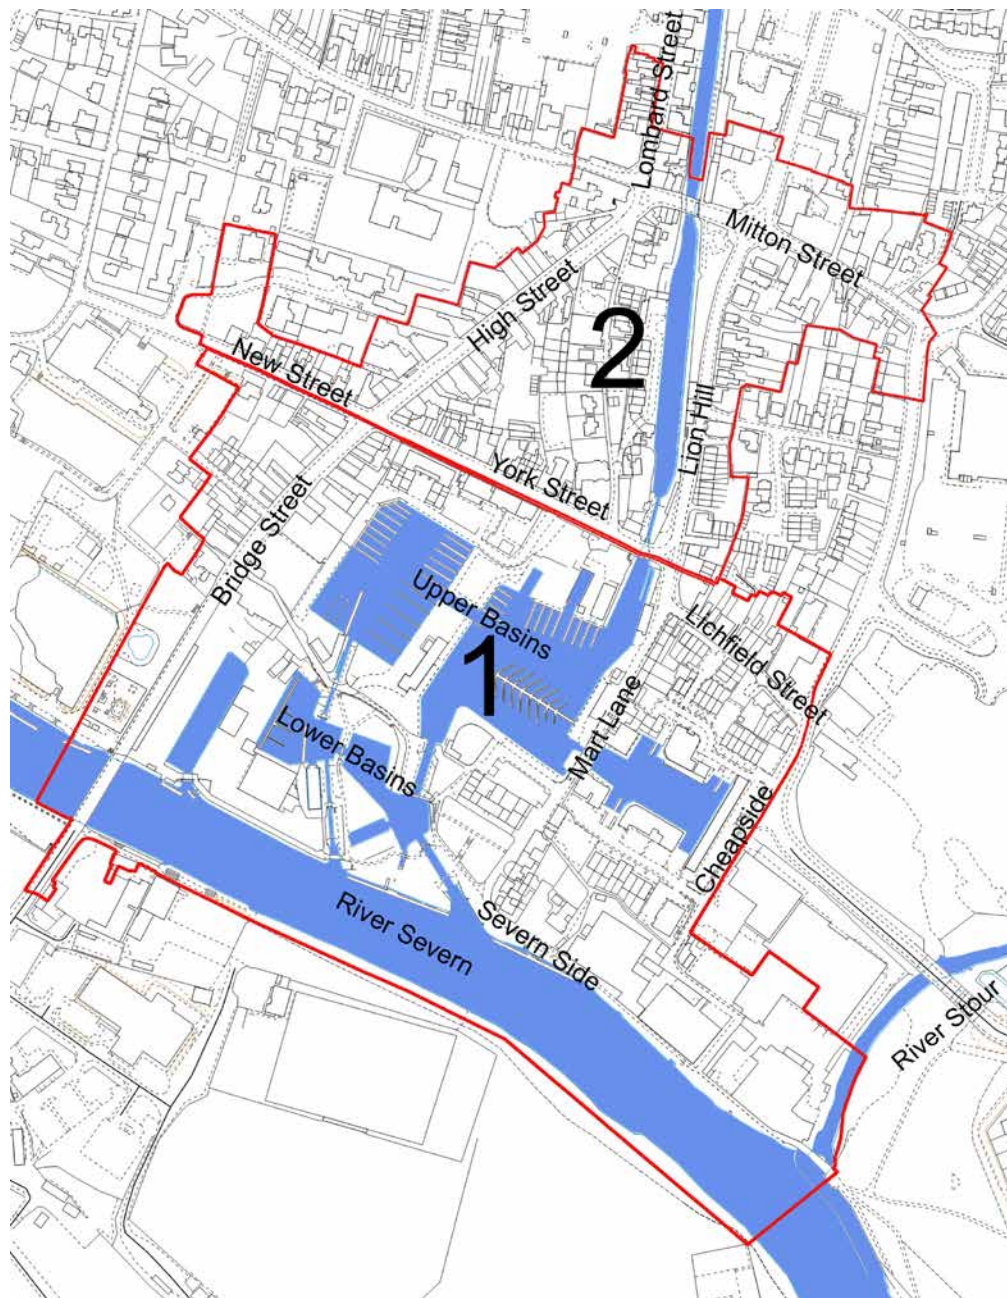 Lombard Street
Mitton Street
High Street
2
New Street
Lion Hill
York Street
Bridge Street
Upper Basins
1
Lichfield Street
Mart Lane
Lower Basins
Cheapside
River Severn
Severn Side
River Stour